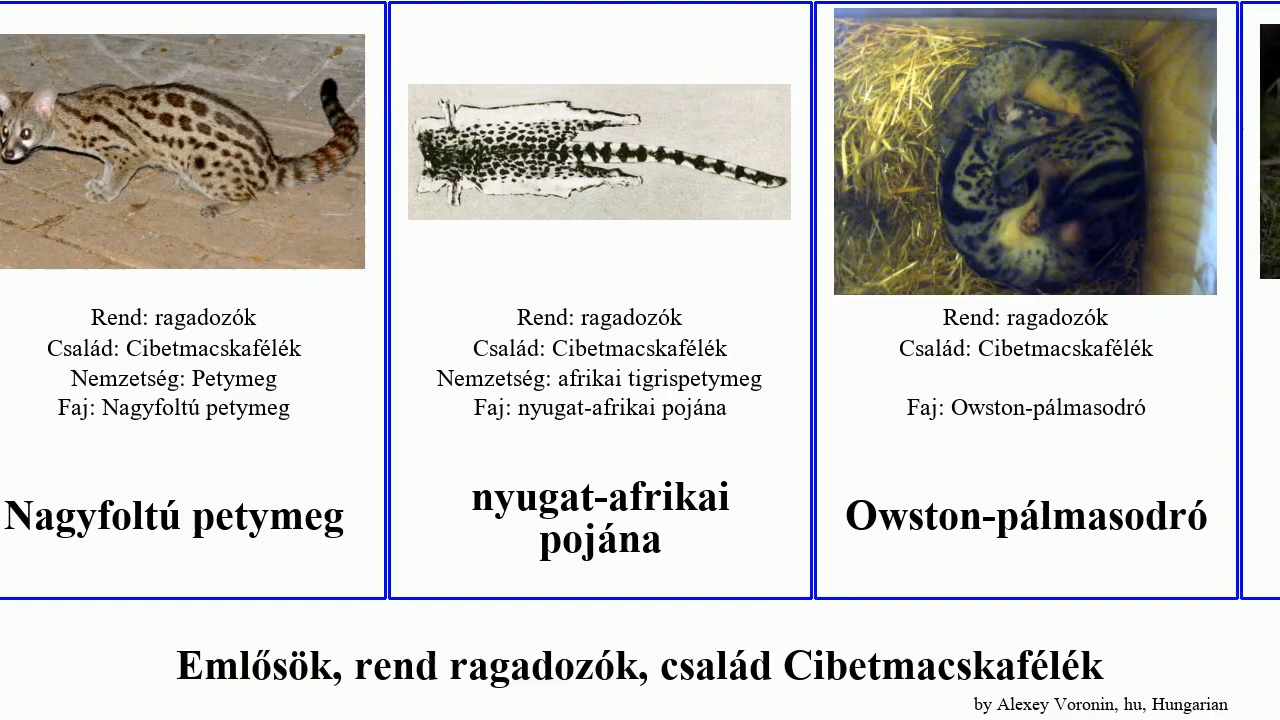 Rend: ragadozók
Család: Cibetmacskafélék
Nemzetség: Petymeg
Faj: Nagyfoltú petymeg
Nagyfoltú petymeg
Rend: ragadozók
Család: Cibetmacskafélék
Nemzetség: afrikai tigrispetymeg
Faj: nyugat-afrikai pojána
nyugat-afrikai
pojána
Rend: ragadozók
Család: Cibetmacskafélék
Faj: Owston-pálmasodró
Owston-pálmasodró
Emlősök, rend ragadozók, család Cibetmacskafélék
by Alexey Voronin, hu, Hungarian